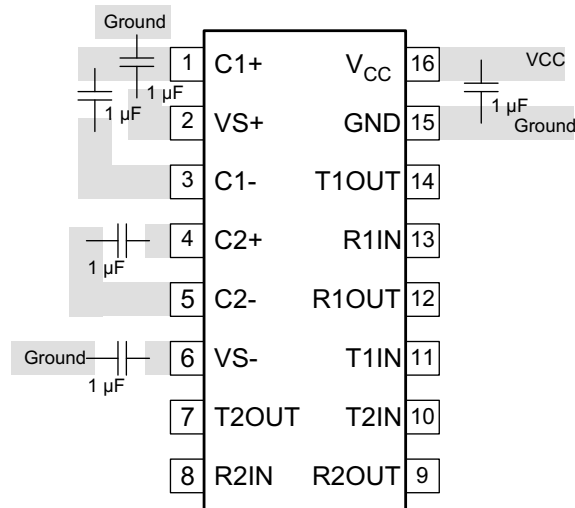 Ground
1 C1+ VCC 16 VCC
1 µF 1 µF 1 µF
2 VS+ GND 15 Ground
3 C1- T1OUT 14
4 C2+ R1IN 13
1 µF
5 C2- R1OUT 12
Ground 6 VS- T1IN 11
1 µF
7 T2OUT T2IN 10
8 R2IN R2OUT 9